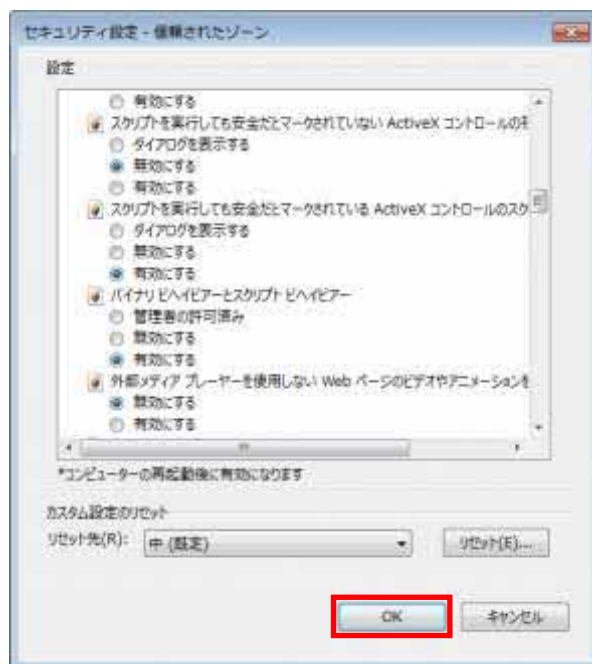 セキュリティ設定 - 信頼されたゾーン
設定
有効にする
スクリプトを実行しても安全だとマークされていない ActiveX コントロールの
ダイアログを表示する
無効にする
有効にする
スクリプトを実行しても安全だとマークされている ActiveX コントロールのスク
ダイアログを表示する
無効にする
有効にする
バイナリ ビヘイビアーとスクリプト ビヘイビアー
管理者の許可済み
無効にする
有効にする
外部メディア プレーヤーを使用しない Web ページのビデオやアニメーションを
無効にする
有効にする
*コンピューターの再起動後に有効になります
カスタム設定のリセット
リセット先(R): 中 (既定) リセット(E)...
OK キャンセル